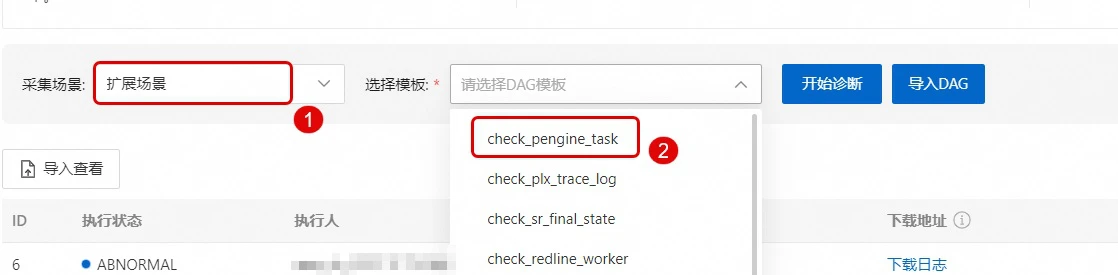 采集场景: 扩展场景 选择模板: * 请选择DAG模板 开始诊断 导入DAG
1
check_pengine_task
2
导入查看
check_plx_trace_log
ID 执行状态 执行人 check_sr_final_state 下载地址
6 ABNORMAL check_redline_worker 下载日志